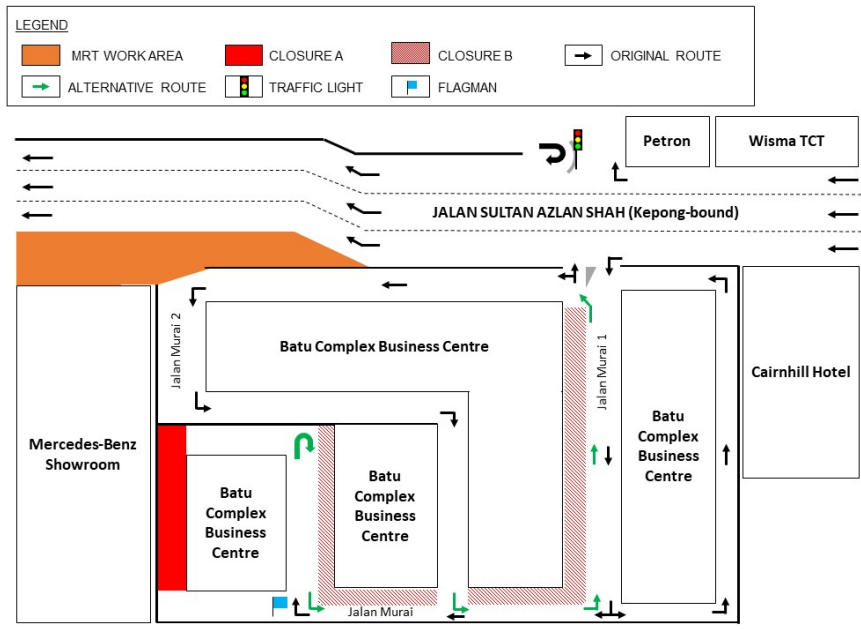 LEGEND
MRT WORK AREA
CLOSURE A
CLOSURE B
ORIGINAL ROUTE
ALTERNATIVE ROUTE
TRAFFIC LIGHT
FLAGMAN
Petron
Wisma TCT
JALAN SULTAN AZLAN SHAH (Kepong-bound)
Jalan Murai 2
Batu Complex Business Centre
Jalan Murai 1
Cairnhill Hotel
Mercedes-Benz
Showroom
Batu
Complex
Business
Centre
Batu
Complex
Business
Centre
Batu
Complex
Business
Centre
Jalan Murai